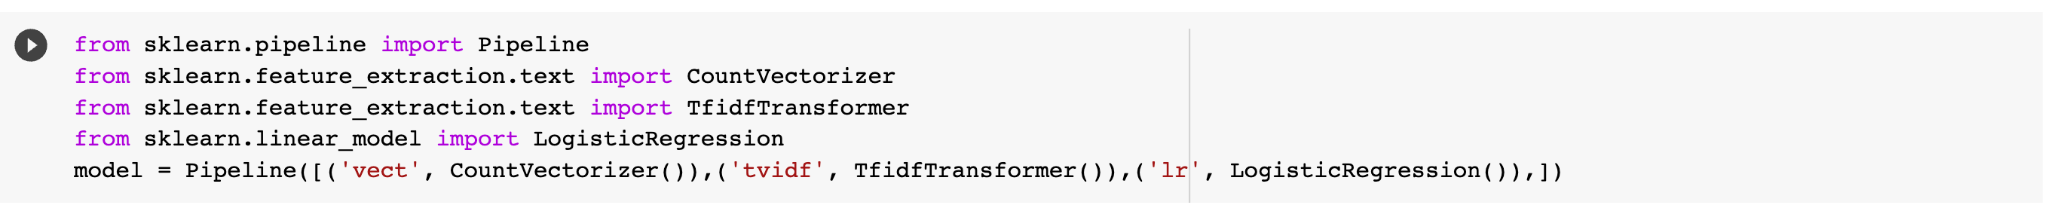 from sklearn.pipeline import Pipeline
from sklearn.feature_extraction.text import CountVectorizer
from sklearn.feature_extraction.text import TfidfTransformer
from sklearn.linear_model import LogisticRegression
model = Pipeline([('vect', CountVectorizer()),('tvidf', TfidfTransformer()),('lr', LogisticRegression()),])